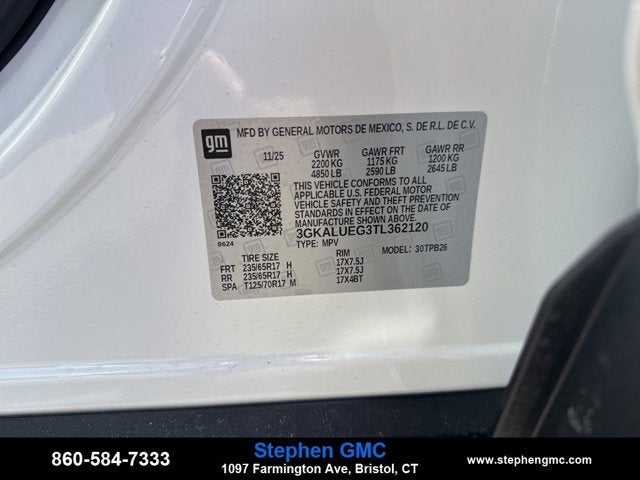 gm
MFD BY GENERAL MOTORS DE MEXICO, S. DE R.L. DE C.V.
11/25 GVWR GAWR FRT GAWR RR
2200 KG 1175 KG 1200 KG
4850 LB 2590 LB 2645 LB
THIS VEHICLE CONFORMS TO ALL
APPLICABLE U.S. FEDERAL MOTOR
VEHICLE SAFETY AND THEFT PREVENTION
STANDARDS IN EFFECT ON THE DATE OF
MANUFACTURE SHOWN ABOVE.
3GKALUEG3TL362120
8624 TYPE: MPV MODEL: 30TPB26
TIRE SIZE RIM
FRT 235/65R17 H 17X7.5J
RR 235/65R17 H 17X7.5J
SPA T125/70R17 M 17X4BT
860-584-7333
Stephen GMC
1097 Farmington Ave, Bristol, CT
www.stephengmc.com